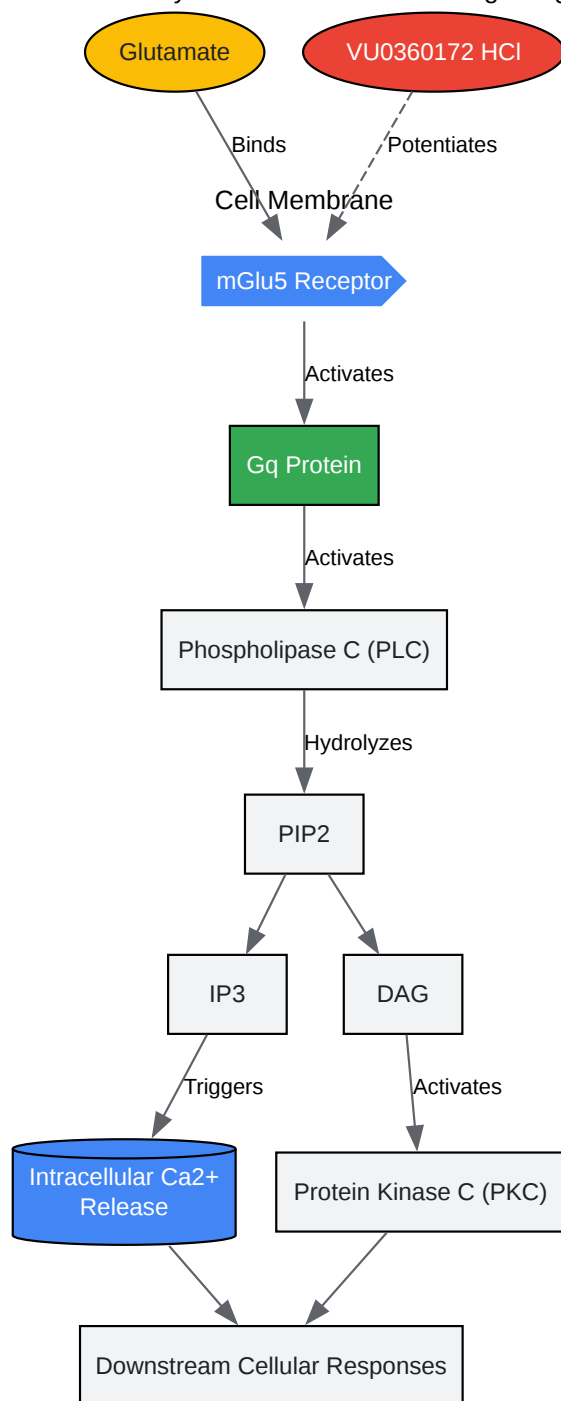 Glutamate
VU0360172 HCl
Binds
Potentiates
Cell Membrane
mGlu5 Receptor
Activates
Gq Protein
Activates
Phospholipase C (PLC)
Hydrolyzes
PIP2
IP3
DAG
Triggers
Activates
Intracellular Ca2+
Release
Protein Kinase C (PKC)
Downstream Cellular Responses